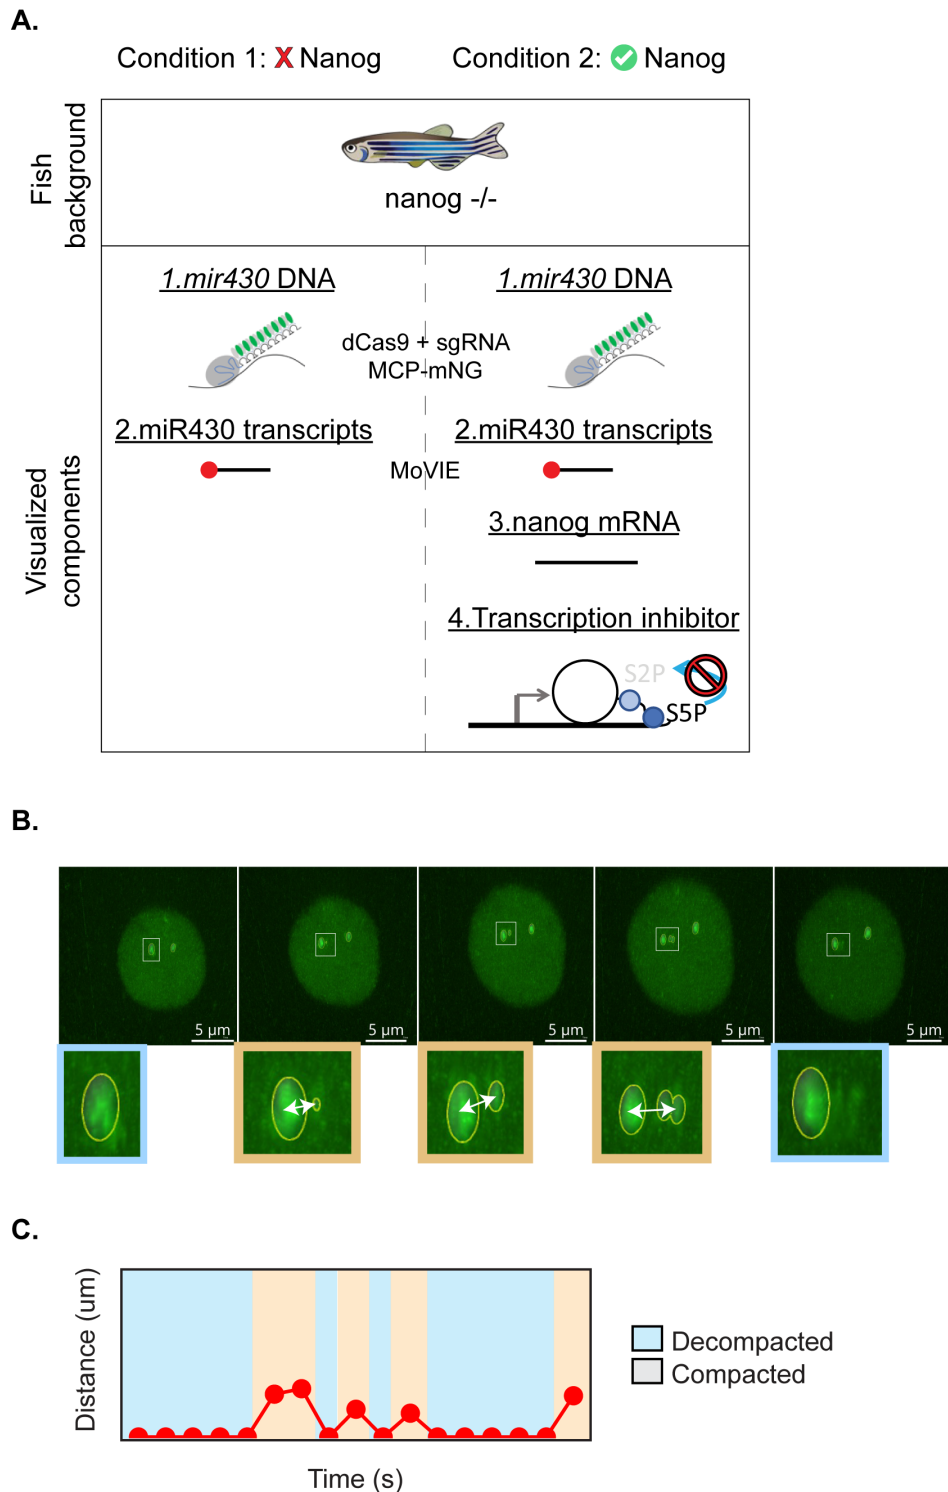 A.
Condition 1: X Nanog
Condition 2: Nanog
Fish background
nanog -/-
Visualized components
1.mir430 DNA
1.mir430 DNA
dCas9 + sgRNA
MCP-mNG
2.miR430 transcripts
2.miR430 transcripts
MoVIE
3.nanog mRNA
4.Transcription inhibitor
S2P
S5P
B.
5 µm
5 µm
5 µm
5 µm
5 µm
C.
Distance (um)
Decompacted
Compacted
Time (s)